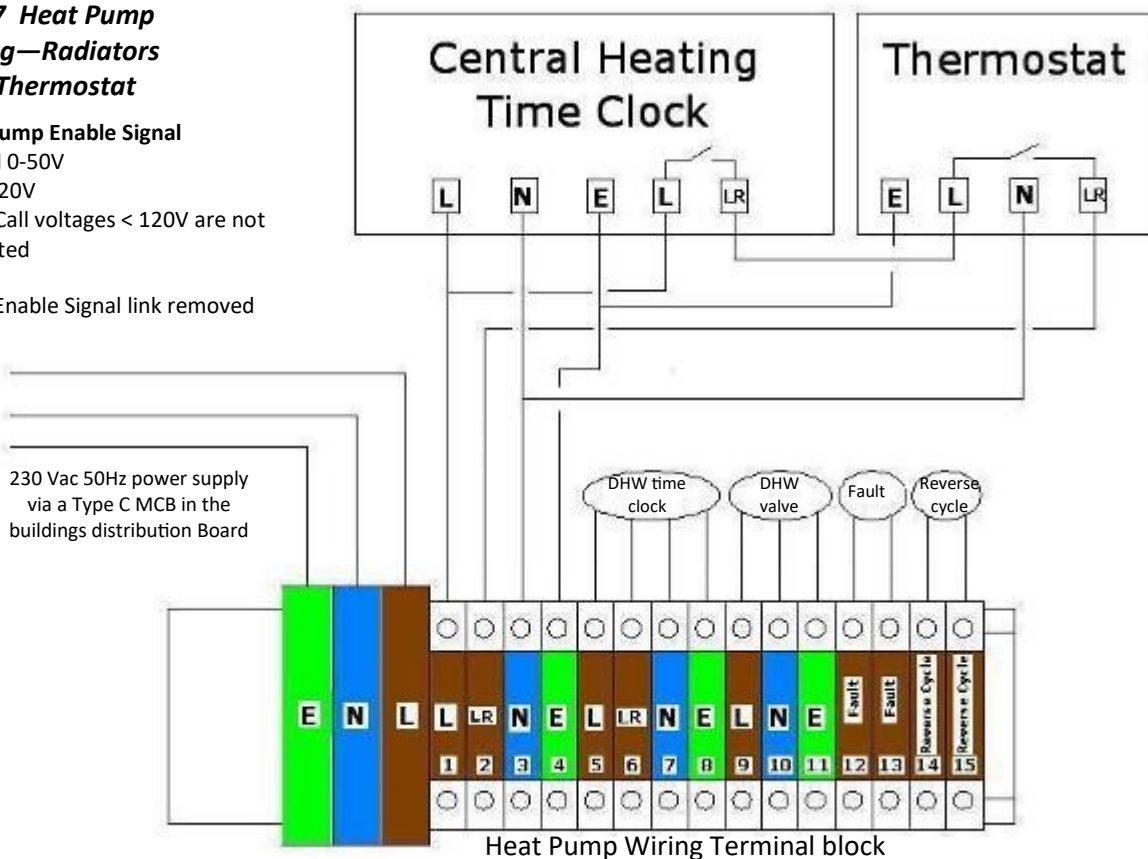 7 Heat Pump
g—Radiators
Thermostat
ump Enable Signal
0-50V
20V
Call voltages < 120V are not
ted
Enable Signal link removed
Central Heating
Time Clock
L N E L LR
Thermostat
E L N LR
230 Vac 50Hz power supply
via a Type C MCB in the
buildings distribution Board
DHW time
clock
DHW
valve
Fault
Reverse
cycle
E N L L LR N E L LR N E L N E Fault Fault Reverse Cycle Reverse Cycle
1 2 3 4 5 6 7 8 9 10 11 12 13 14 15
Heat Pump Wiring Terminal block